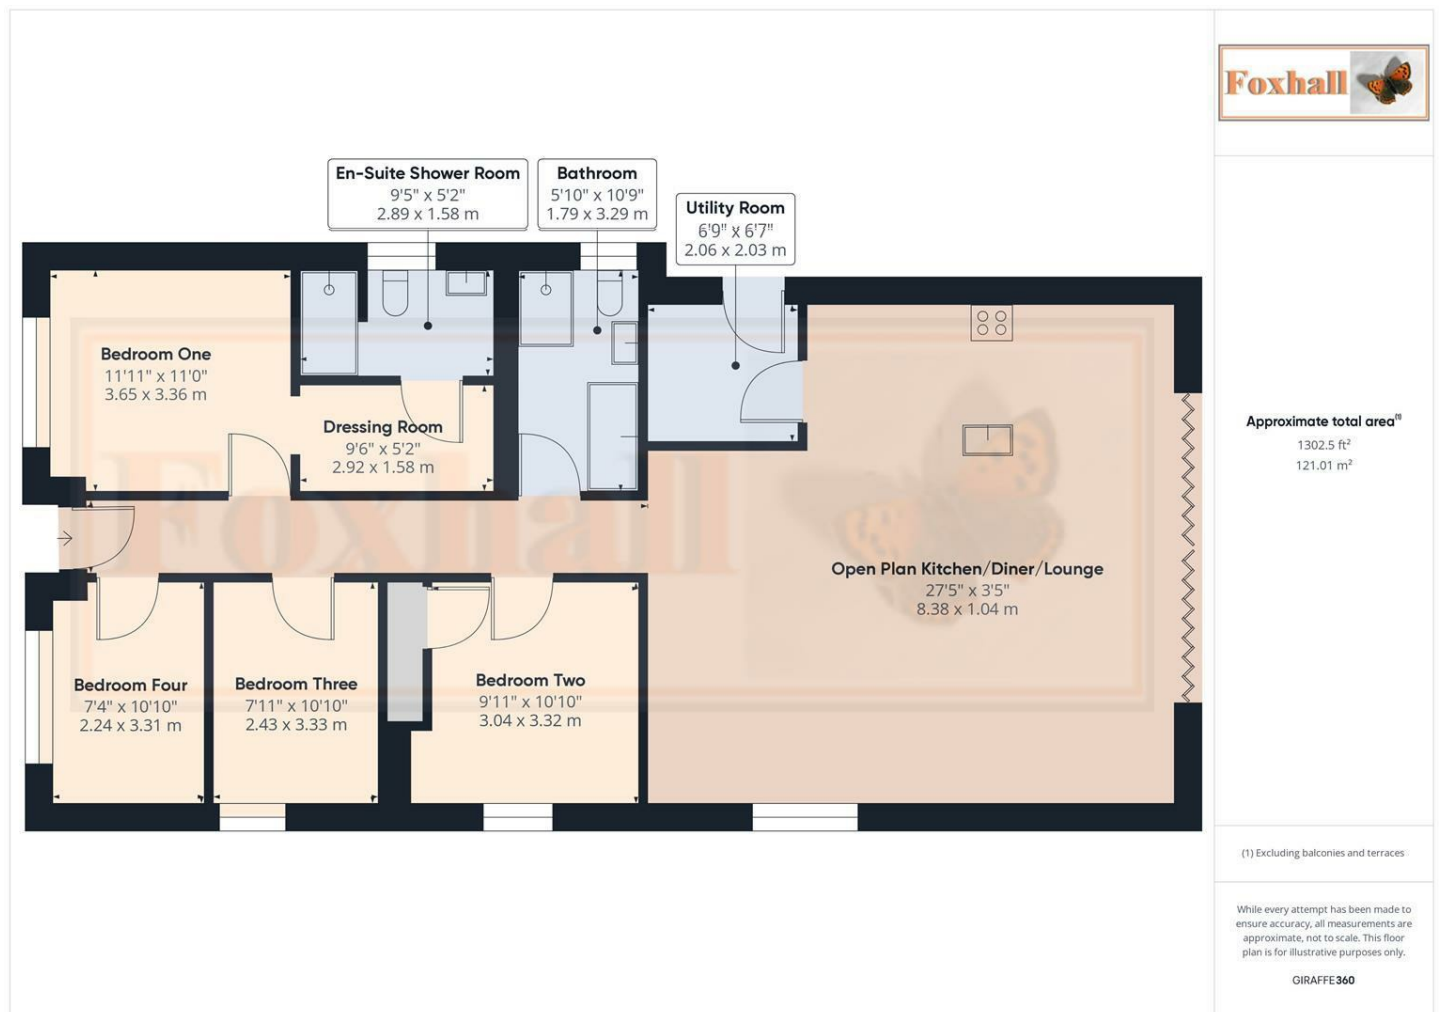 Foxhall
En-Suite Shower Room
9'5" x 5'2"
2.89 x 1.58 m
Bathroom
5'10" x 10'9"
1.79 x 3.29 m
Utility Room
6'9" x 6'7"
2.06 x 2.03 m
Bedroom One
11'11" x 11'0"
3.65 x 3.36 m
Dressing Room
9'6" x 5'2"
2.92 x 1.58 m
Foxhall
Open Plan Kitchen/Diner/Lounge
27'5" x 3'5"
8.38 x 1.04 m
Bedroom Four
7'4" x 10'10"
2.24 x 3.31 m
Bedroom Three
7'11" x 10'10"
2.43 x 3.33 m
Bedroom Two
9'11" x 10'10"
3.04 x 3.32 m
Approximate total area(1)
1302.5 ft²
121.01 m²
(1) Excluding balconies and terraces
While every attempt has been made to
ensure accuracy, all measurements are
approximate, not to scale. This floor
plan is for illustrative purposes only.
GIRAFFE360